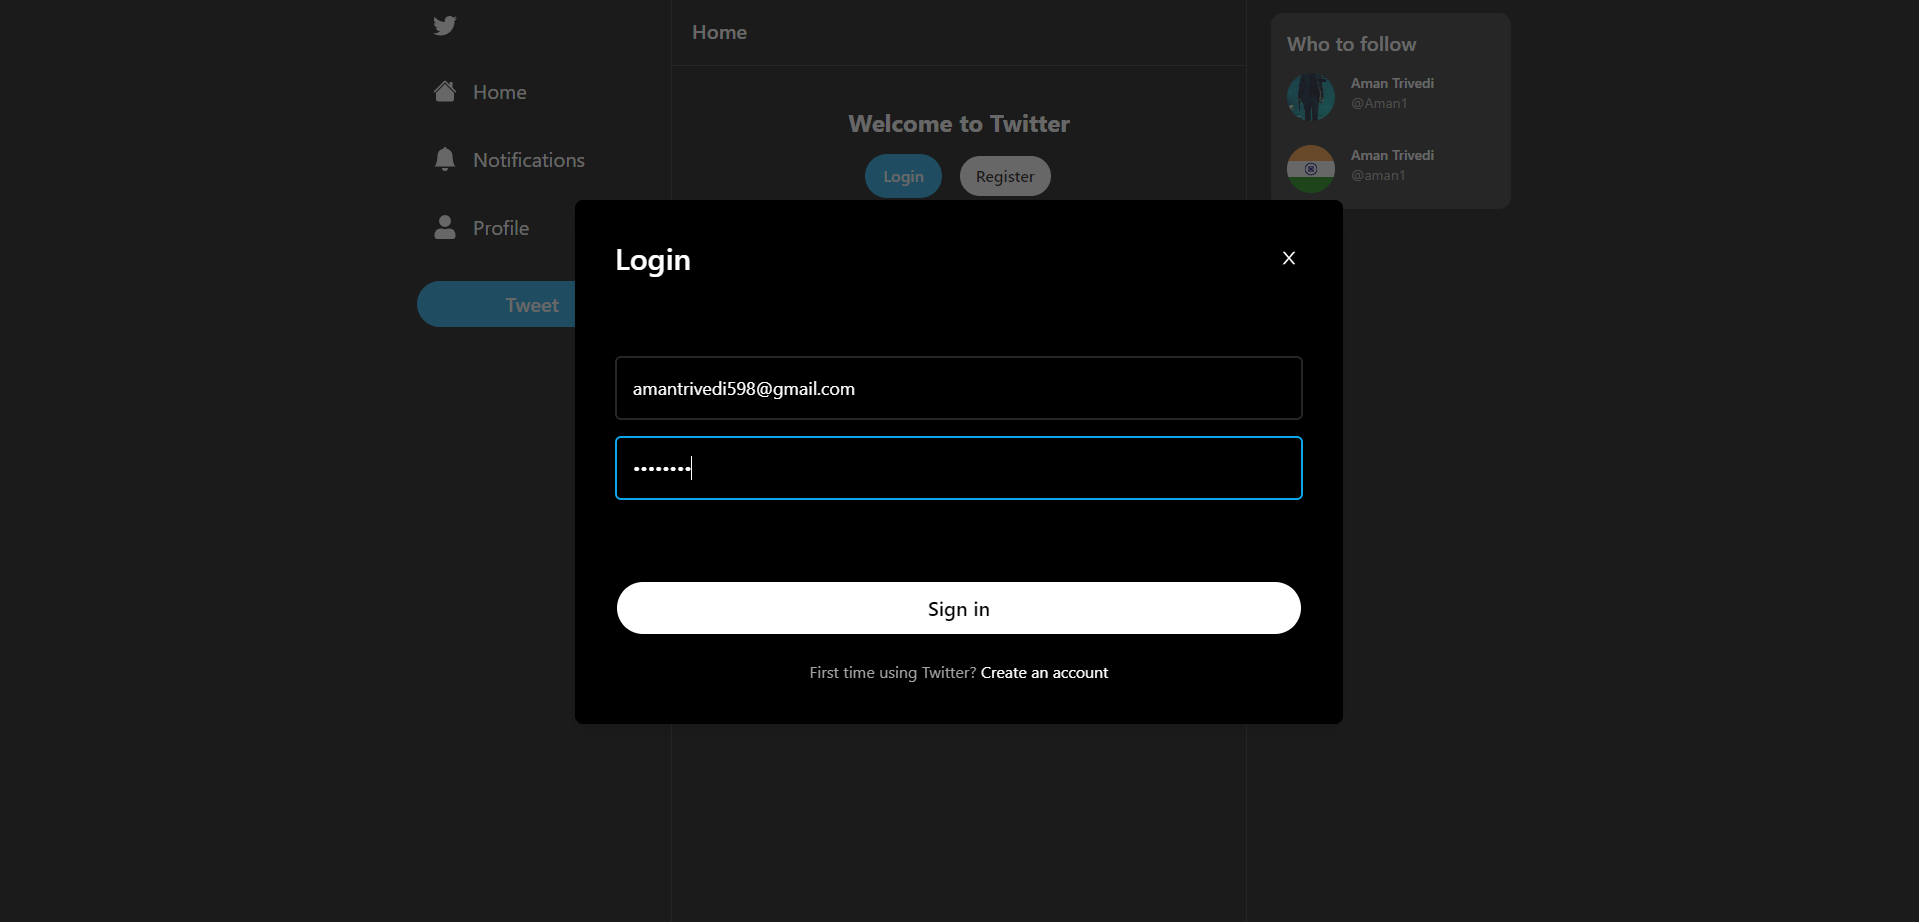 Home
Notifications
Profile
Tweet
Home
Welcome to Twitter
Login
Register
Who to follow
Aman Trivedi
@Aman1
Aman Trivedi
@aman1
Login
X
amantrivedi598@gmail.com
••••••••
Sign in
First time using Twitter? Create an account